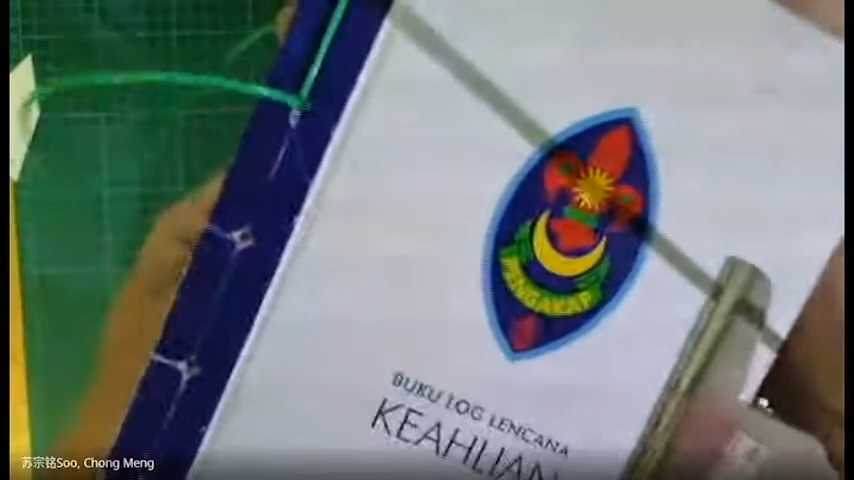 PENGAKAP
BUKU LOG LENCANA
KEAHLIAN
苏宗铭Soo, Chong Meng